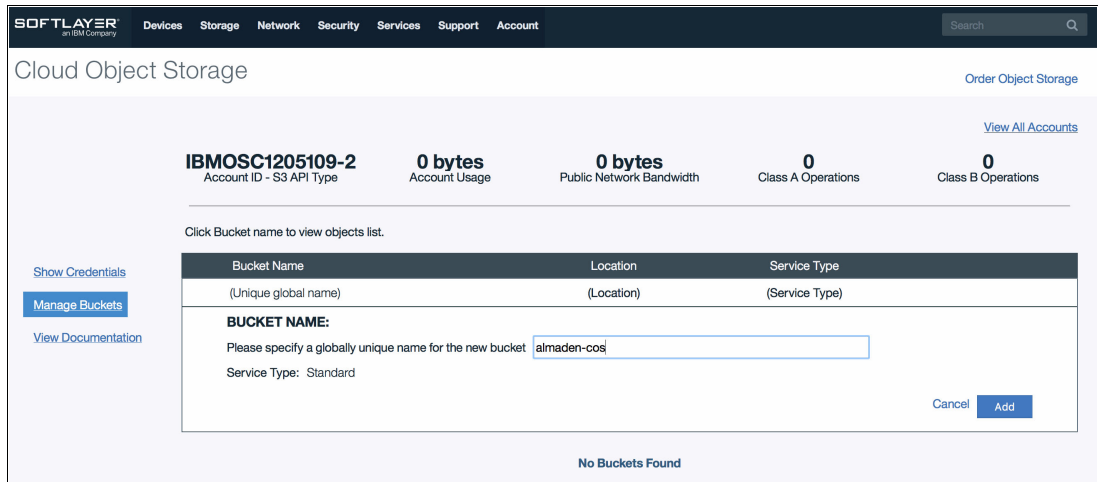 SOFTLAYER®
an IBM Company
Devices Storage Network Security Services Support Account
Search
Cloud Object Storage
Order Object Storage
View All Accounts
IBMOSC1205109-2 0 bytes 0 bytes 0 0
Account ID - S3 API Type Account Usage Public Network Bandwidth Class A Operations Class B Operations
Click Bucket name to view objects list.
Show Credentials
Manage Buckets
View Documentation
Bucket Name Location Service Type
(Unique global name) (Location) (Service Type)
BUCKET NAME:
Please specify a globally unique name for the new bucket almaden-cos
Service Type: Standard
Cancel Add
No Buckets Found